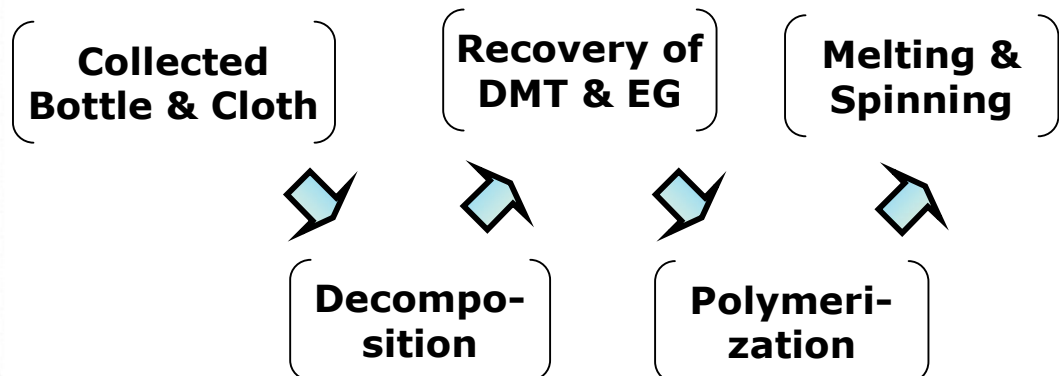 Collected
Bottle & Cloth
Decompo-
sition
Recovery of
DMT & EG
Polymeri-
zation
Melting &
Spinning